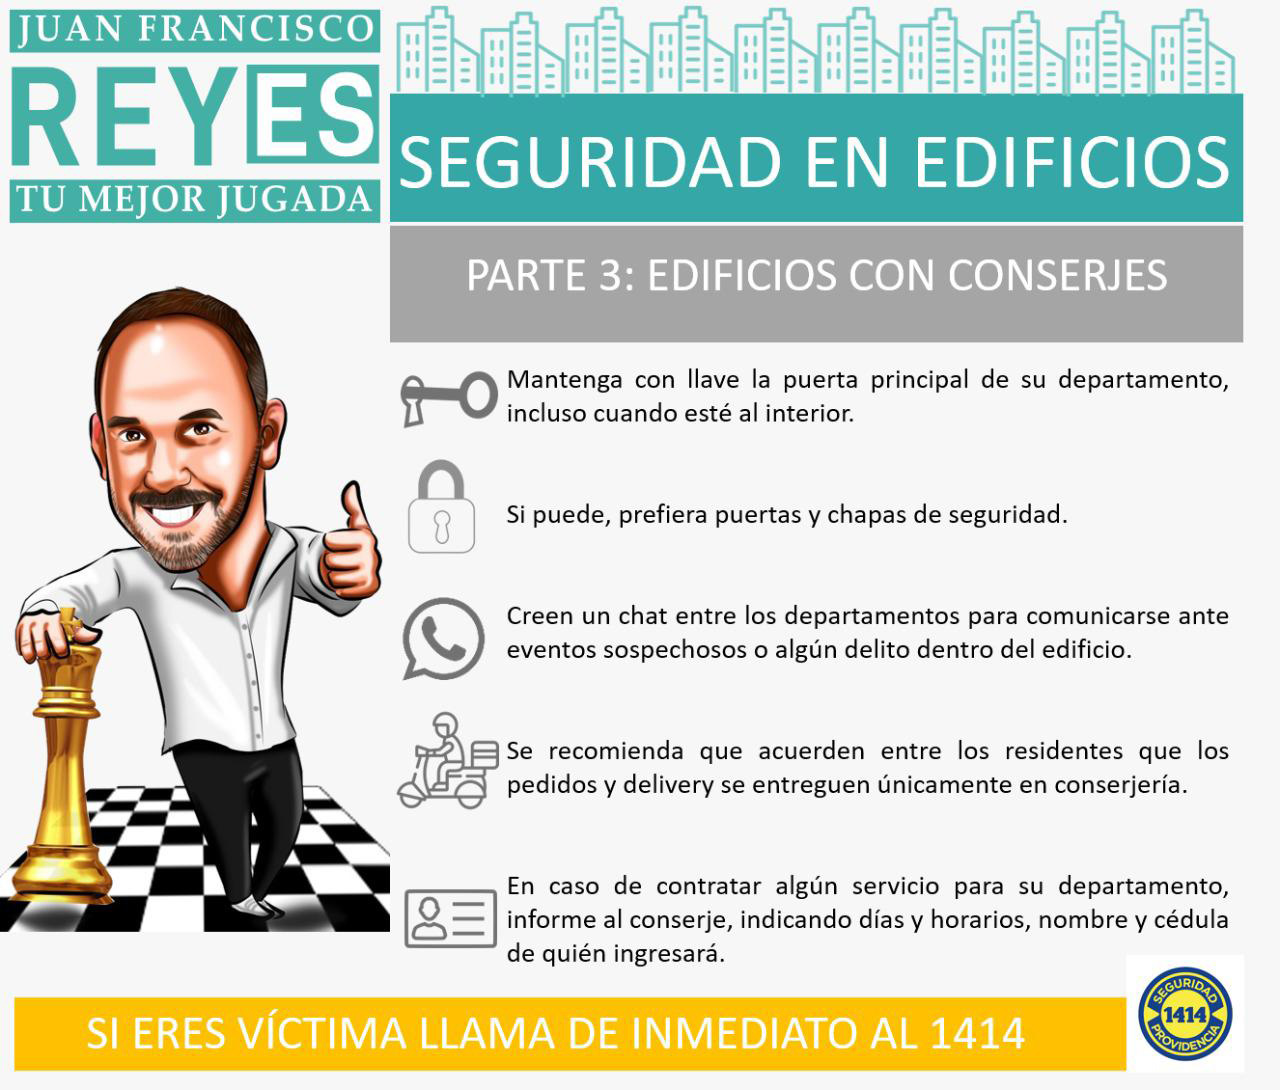 JUAN FRANCISCO
REYES
TU MEJOR JUGADA
SEGURIDAD EN EDIFICIOS
PARTE 3: EDIFICIOS CON CONSERJES
Mantenga con llave la puerta principal de su departamento,
incluso cuando esté al interior.
Si puede, prefiera puertas y chapas de seguridad.
Creen un chat entre los departamentos para comunicarse ante
eventos sospechosos o algún delito dentro del edificio.
Se recomienda que acuerden entre los residentes que los
pedidos y delivery se entreguen únicamente en conserjería.
En caso de contratar algún servicio para su departamento,
informe al conserje, indicando días y horarios, nombre y cédula
de quién ingresará.
SI ERES VÍCTIMA LLAMA DE INMEDIATO AL 1414
SEGURIDAD
1414
PROVIDENCIA